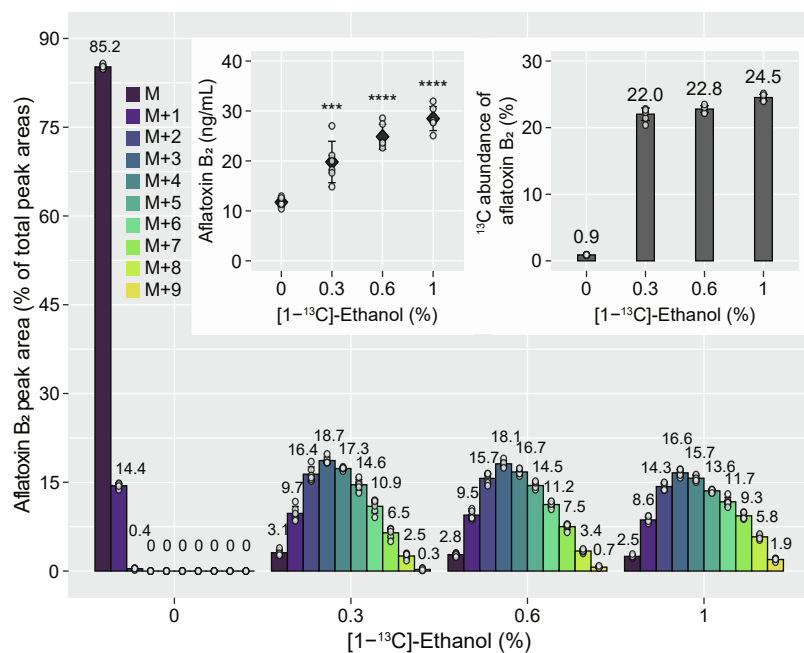 Aflatoxin B₂ peak area (% of total peak areas)
90
75
60
45
30
15
0
85.2
14.4
0.4
0 0 0 0 0 0 0
3.1
9.7
16.4
18.7
17.3
14.6
10.9
6.5
2.5
0.3
2.8
9.5
15.7
18.1
16.7
14.5
11.2
7.5
3.4
0.7
2.5
8.6
14.3
16.6
15.7
13.6
11.7
9.3
5.8
1.9
0 0.3 0.6 1
[1−¹³C]-Ethanol (%)
M
M+1
M+2
M+3
M+4
M+5
M+6
M+7
M+8
M+9
Aflatoxin B₂ (ng/mL)
40
30
20
10
0
***
****
****
0 0.3 0.6 1
[1−¹³C]-Ethanol (%)
¹³C abundance of
aflatoxin B₂ (%)
30
20
10
0
0.9
22.0
22.8
24.5
0 0.3 0.6 1
[1−¹³C]-Ethanol (%)